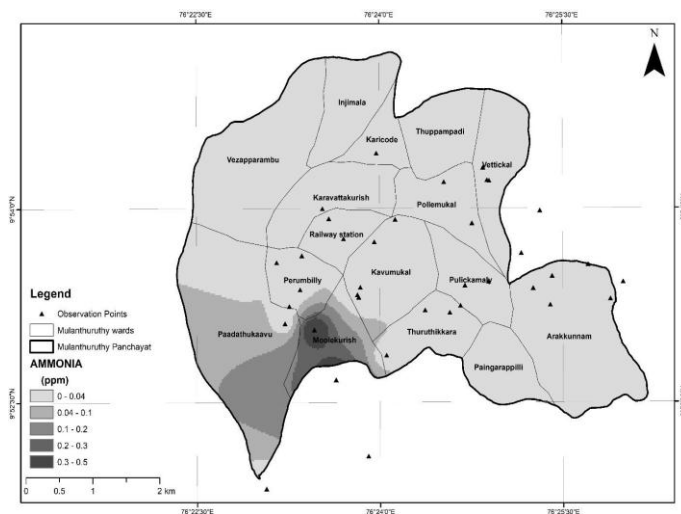 76°22'30"E 76°24'0"E 76°25'30"E
N
Injimala
Karicode
Thuppampadi
Vezapparambu
Vettickal
Karavattakurish
Pollemukal
9°54'0"N
Railway station
Kavumukal
Perumbilly
Pulickamaly
Legend
Observation Points
Mulanthuruthy wards
Mulanthuruthy Panchayat
AMMONIA
(ppm)
0 - 0.04
0.04 - 0.1
0.1 - 0.2
0.2 - 0.3
0.3 - 0.5
Paadathukaavu
Moolekurish
Thuruthikkara
Arakkunnam
Paingarappilli
9°52'30"N
0 0.5 1 2 km
76°22'30"E 76°24'0"E 76°25'30"E